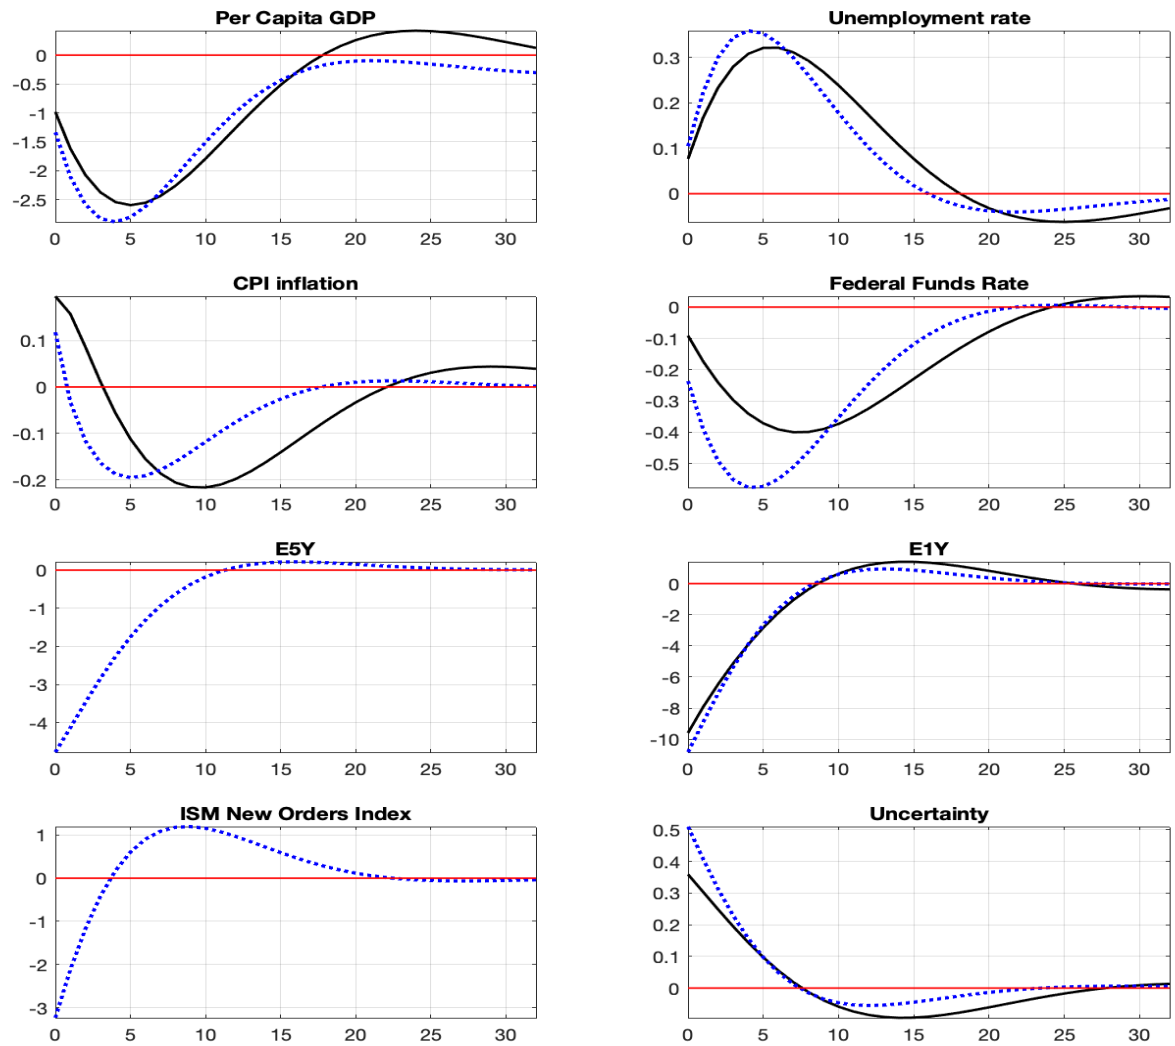 Per Capita GDP
0
-0.5
-1
-1.5
-2
-2.5
0 5 10 15 20 25 30
Unemployment rate
0.3
0.2
0.1
0
0 5 10 15 20 25 30
CPI inflation
0.1
0
-0.1
-0.2
0 5 10 15 20 25 30
Federal Funds Rate
0
-0.1
-0.2
-0.3
-0.4
-0.5
0 5 10 15 20 25 30
E5Y
0
-1
-2
-3
-4
0 5 10 15 20 25 30
E1Y
0
-2
-4
-6
-8
-10
0 5 10 15 20 25 30
ISM New Orders Index
1
0
-1
-2
-3
0 5 10 15 20 25 30
Uncertainty
0.5
0.4
0.3
0.2
0.1
0
0 5 10 15 20 25 30